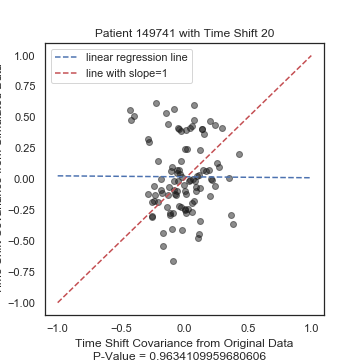 Patient 149741 with Time Shift 20
linear regression line
line with slope=1
1.00
0.75
0.50
0.25
0.00
−0.25
−0.50
−0.75
−1.00
−1.0
−0.5
0.0
0.5
1.0
Time Shift Covariance from Original Data
P-Value = 0.9634109959680606